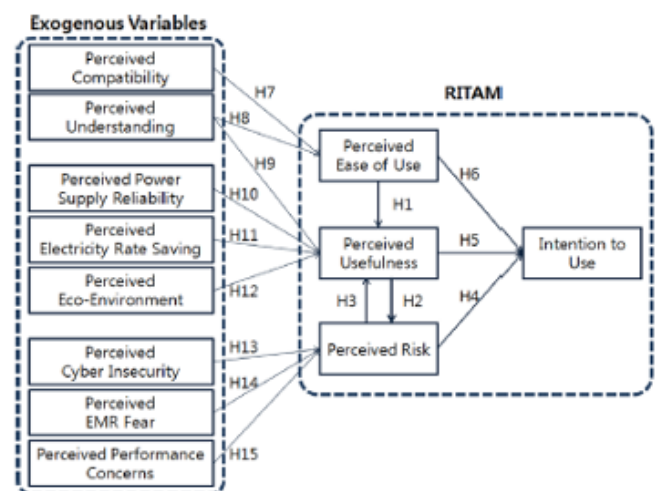 Exogenous Variables
Perceived
Compatibility
Perceived
Understanding
Perceived Power
Supply Reliability
Perceived
Electricity Rate Saving
Perceived
Eco-Environment
Perceived
Cyber Insecurity
Perceived
EMR Fear
Perceived Performance
Concerns
H7
H8
H9
H10
H11
H12
H13
H14
H15
RITAM
Perceived
Ease of Use
H1
Perceived
Usefulness
H3
H2
Perceived Risk
H6
H5
H4
Intention to
Use